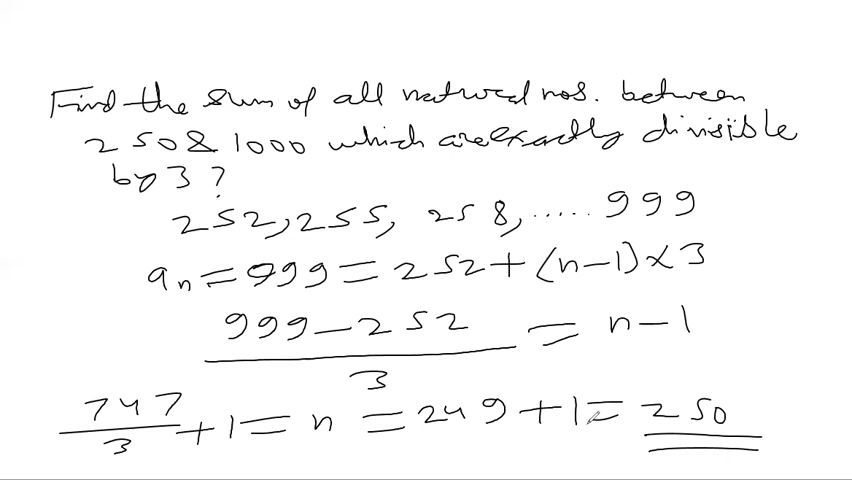 Find the sum of all natural nos. between
250 & 1000 which are exactly divisible
by 3 ?
252, 255, 258, ..... 999
an = 999 = 252 + (n-1) × 3
999 - 252 / 3 = n - 1
747 / 3 + 1 = n = 249 + 1 = 250